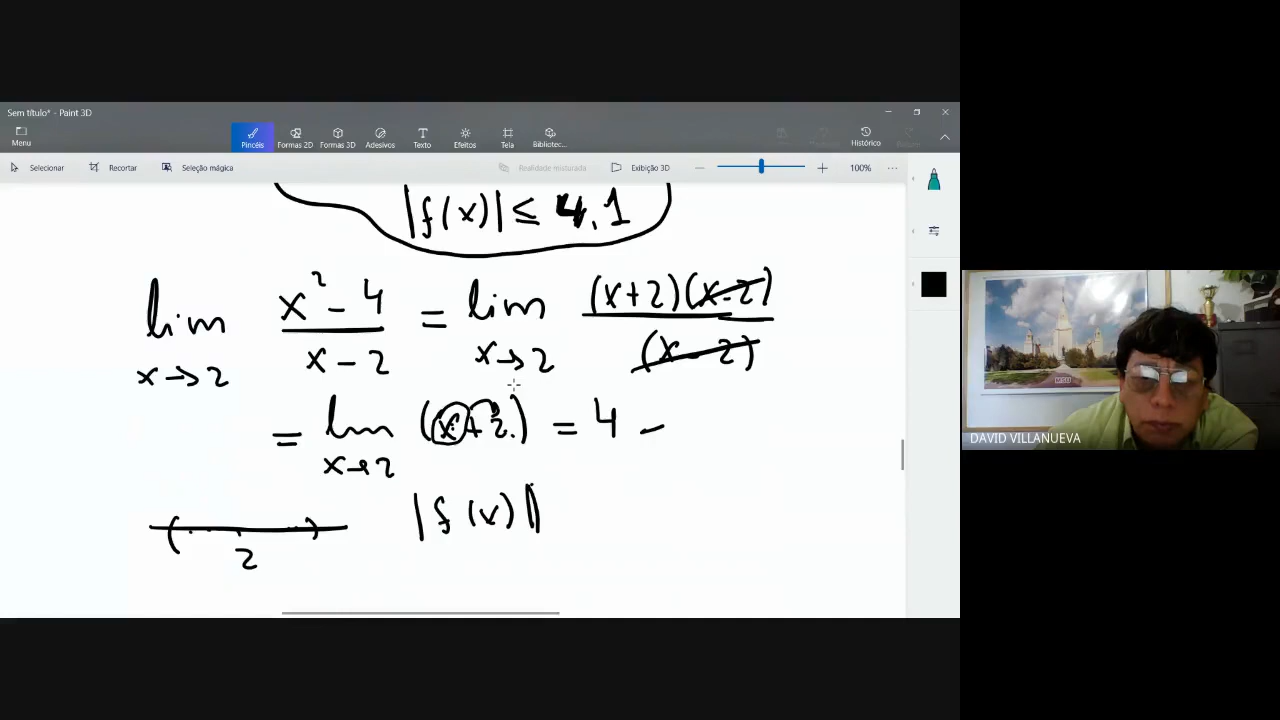 Sem título* - Paint 3D
Menu
Pincéis Formas 2D Formas 3D Adesivos Texto Efeitos Tela Bibliotec... Histórico
Selecionar Recortar Seleção mágica Realidade misturada Exibição 3D 100%
|f(x)| ≤ 4.1
lim x→2 (x² - 4)/(x - 2) = lim x→2 (x+2)(x-2)/(x-2)
= lim x→2 (x+2) = 4
2 |f(x)|
MSU
DAVID VILLANUEVA